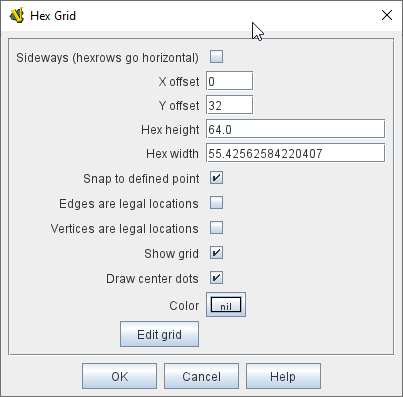 Hex Grid
Sideways (hexrows go horizontal)
X offset 0
Y offset 32
Hex height 64.0
Hex width 55.42562584220407
Snap to defined point
Edges are legal locations
Vertices are legal locations
Show grid
Draw center dots
Color nil
Edit grid
OK Cancel Help